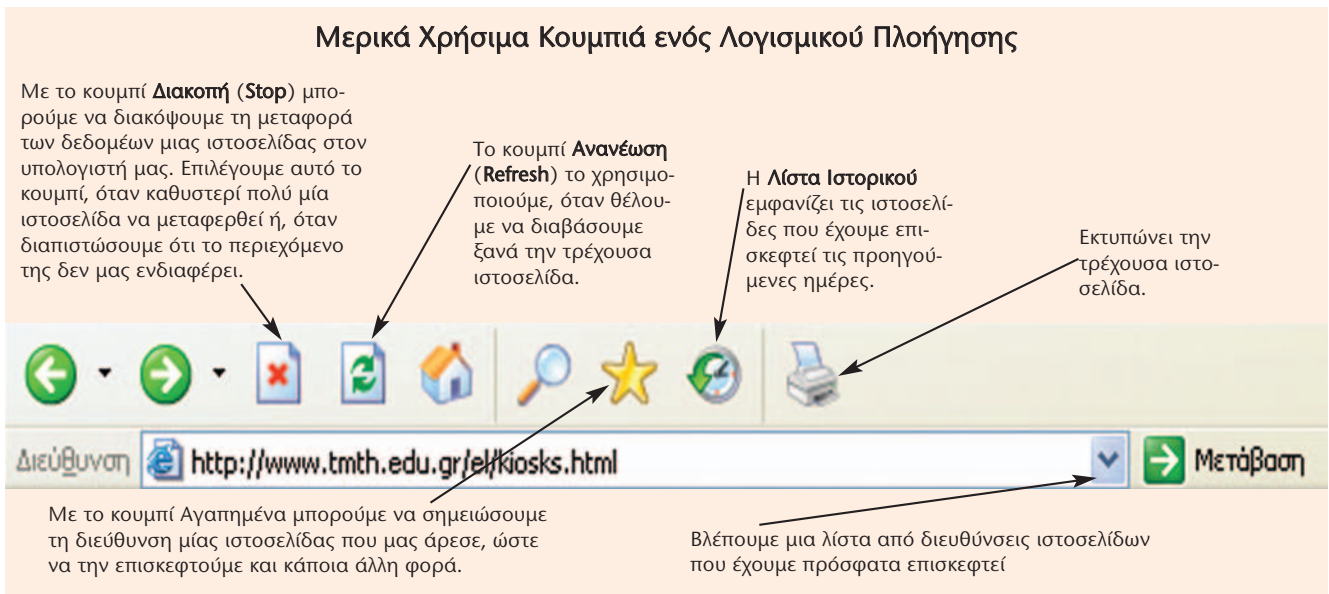 Μερικά Χρήσιμα Κουμπιά ενός Λογισμικού Πλοήγησης
Με το κουμπί Διακοπή (Stop) μπο-
ρούμε να διακόψουμε τη μεταφορά
των δεδομέων μιας ιστοσελίδας στον
υπολογιστή μας. Επιλέγουμε αυτό το
κουμπί, όταν καθυστερί πολύ μία
ιστοσελίδα να μεταφερθεί ή, όταν
διαπιστώσουμε ότι το περιεχόμενο
της δεν μας ενδιαφέρει.
Το κουμπί Ανανέωση
(Refresh) το χρησιμο-
ποιούμε, όταν θέλου-
με να διαβάσουμε
ξανά την τρέχουσα
ιστοσελίδα.
Η Λίστα Ιστορικού
εμφανίζει τις ιστοσελί-
δες που έχουμε επι-
σκεφτεί τις προηγού-
μενες ημέρες.
Εκτυπώνει την
τρέχουσα ιστο-
σελίδα.
Διεύθυνση http://www.tmth.edu.gr/el/kiosks.html Μετάβαση
Με το κουμπί Αγαπημένα μπορούμε να σημειώσουμε
τη διεύθυνση μίας ιστοσελίδας που μας άρεσε, ώστε
να την επισκεφτούμε και κάποια άλλη φορά.
Βλέπουμε μια λίστα από διευθύνσεις ιστοσελίδων
που έχουμε πρόσφατα επισκεφτεί